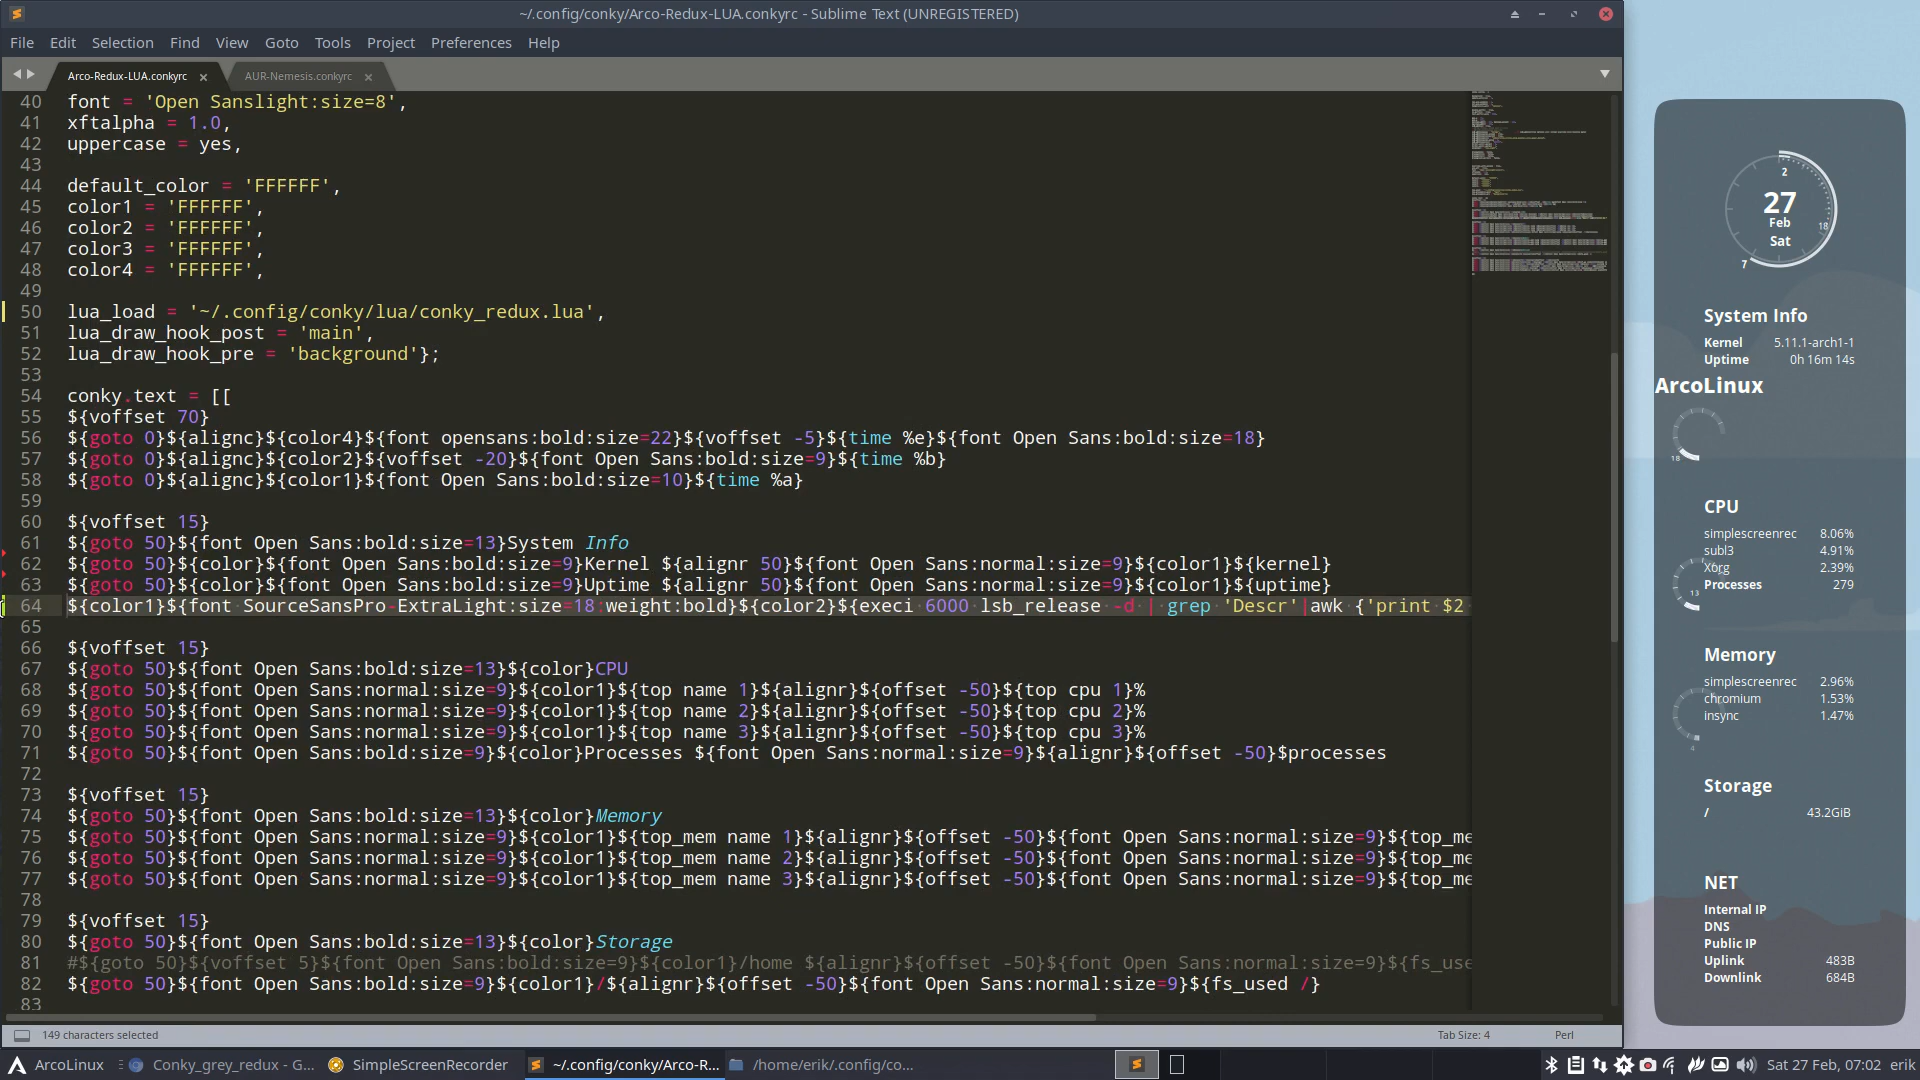 ~/.config/conky/Arco-Redux-LUA.conkyrc - Sublime Text (UNREGISTERED)
File Edit Selection Find View Goto Tools Project Preferences Help
Arco-Redux-LUA.conkyrc × AUR-Nemesis.conkyrc ×
40 font = 'Open Sanslight:size=8',
41 xftalpha = 1.0,
42 uppercase = yes,
43
44 default_color = 'FFFFFF',
45 color1 = 'FFFFFF',
46 color2 = 'FFFFFF',
47 color3 = 'FFFFFF',
48 color4 = 'FFFFFF',
49
50 lua_load = '~/.config/conky/lua/conky_redux.lua',
51 lua_draw_hook_post = 'main',
52 lua_draw_hook_pre = 'background'};
53
54 conky.text = [[
55 ${voffset 70}
56 ${goto 0}${alignc}${color4}${font opensans:bold:size=22}${voffset -5}${time %e}${font Open Sans:bold:size=18}
57 ${goto 0}${alignc}${color2}${voffset -20}${font Open Sans:bold:size=9}${time %b}
58 ${goto 0}${alignc}${color1}${font Open Sans:bold:size=10}${time %a}
59
60 ${voffset 15}
61 ${goto 50}${font Open Sans:bold:size=13}System Info
62 ${goto 50}${color}${font Open Sans:bold:size=9}Kernel ${alignr 50}${font Open Sans:normal:size=9}${color1}${kernel}
63 ${goto 50}${color}${font Open Sans:bold:size=9}Uptime ${alignr 50}${font Open Sans:normal:size=9}${color1}${uptime}
64 ${color1}${font SourceSansPro-ExtraLight:size=18:weight:bold}${color2}${execi 6000 lsb_release -d | grep 'Descr'|awk {'print $2
65
66 ${voffset 15}
67 ${goto 50}${font Open Sans:bold:size=13}${color}CPU
68 ${goto 50}${font Open Sans:normal:size=9}${color1}${top name 1}${alignr}${offset -50}${top cpu 1}%
69 ${goto 50}${font Open Sans:normal:size=9}${color1}${top name 2}${alignr}${offset -50}${top cpu 2}%
70 ${goto 50}${font Open Sans:normal:size=9}${color1}${top name 3}${alignr}${offset -50}${top cpu 3}%
71 ${goto 50}${font Open Sans:bold:size=9}${color}Processes ${font Open Sans:normal:size=9}${alignr}${offset -50}$processes
72
73 ${voffset 15}
74 ${goto 50}${font Open Sans:bold:size=13}${color}Memory
75 ${goto 50}${font Open Sans:normal:size=9}${color1}${top_mem name 1}${alignr}${offset -50}${font Open Sans:normal:size=9}${top_me
76 ${goto 50}${font Open Sans:normal:size=9}${color1}${top_mem name 2}${alignr}${offset -50}${font Open Sans:normal:size=9}${top_me
77 ${goto 50}${font Open Sans:normal:size=9}${color1}${top_mem name 3}${alignr}${offset -50}${font Open Sans:normal:size=9}${top_me
78
79 ${voffset 15}
80 ${goto 50}${font Open Sans:bold:size=13}${color}Storage
81 #${goto 50}${voffset 5}${font Open Sans:bold:size=9}${color1}/home ${alignr}${offset -50}${font Open Sans:normal:size=9}${fs_use
82 ${goto 50}${font Open Sans:bold:size=9}${color1}/${alignr}${offset -50}${font Open Sans:normal:size=9}${fs_used /}
83
149 characters selected Tab Size: 4 Perl
2
27
Feb
18
Sat
7
System Info
Kernel 5.11.1-arch1-1
Uptime 0h 16m 14s
ArcoLinux
18
CPU
simplescreenrec 8.06%
subl3 4.91%
Xorg 2.39%
Processes 279
13
Memory
simplescreenrec 2.96%
chromium 1.53%
insync 1.47%
4
Storage
/ 43.2GiB
NET
Internal IP
DNS
Public IP
Uplink 483B
Downlink 684B
ArcoLinux Conky_grey_redux - G... SimpleScreenRecorder ~/.config/conky/Arco-R... /home/erik/.config/co... Sat 27 Feb, 07:02 erik